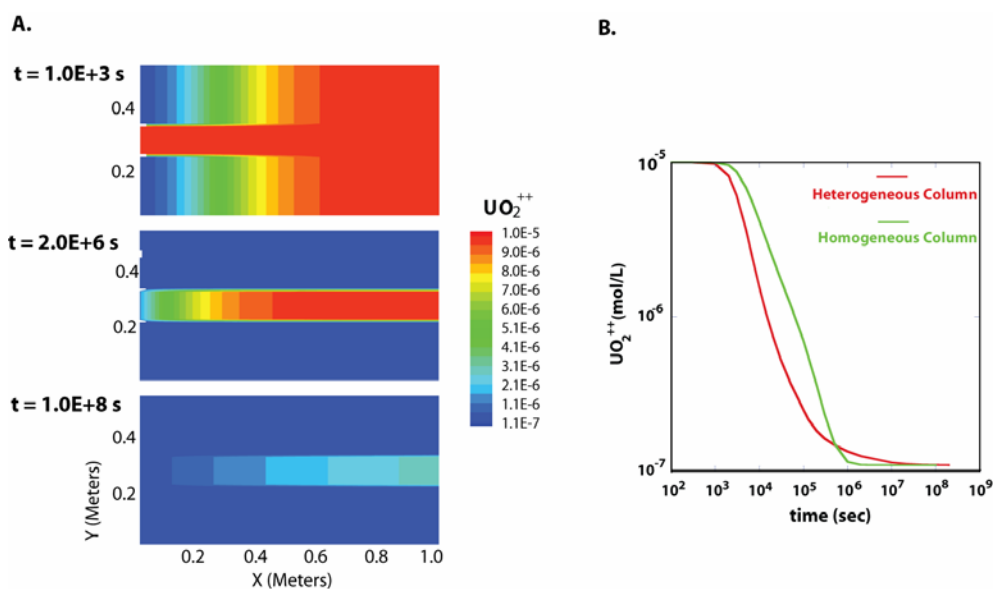 A.
t = 1.0E+3 s
0.4
0.2
t = 2.0E+6 s
0.4
0.2
t = 1.0E+8 s
0.4
0.2
Y (Meters)
0.2 0.4 0.6 0.8 1.0
X (Meters)
UO₂⁺⁺
1.0E-5
9.0E-6
8.0E-6
7.0E-6
6.0E-6
5.1E-6
4.1E-6
3.1E-6
2.1E-6
1.1E-6
1.1E-7
B.
10⁻⁵
10⁻⁶
10⁻⁷
UO₂⁺⁺(mol/L)
Heterogeneous Column
Homogeneous Column
10² 10³ 10⁴ 10⁵ 10⁶ 10⁷ 10⁸ 10⁹
time (sec)